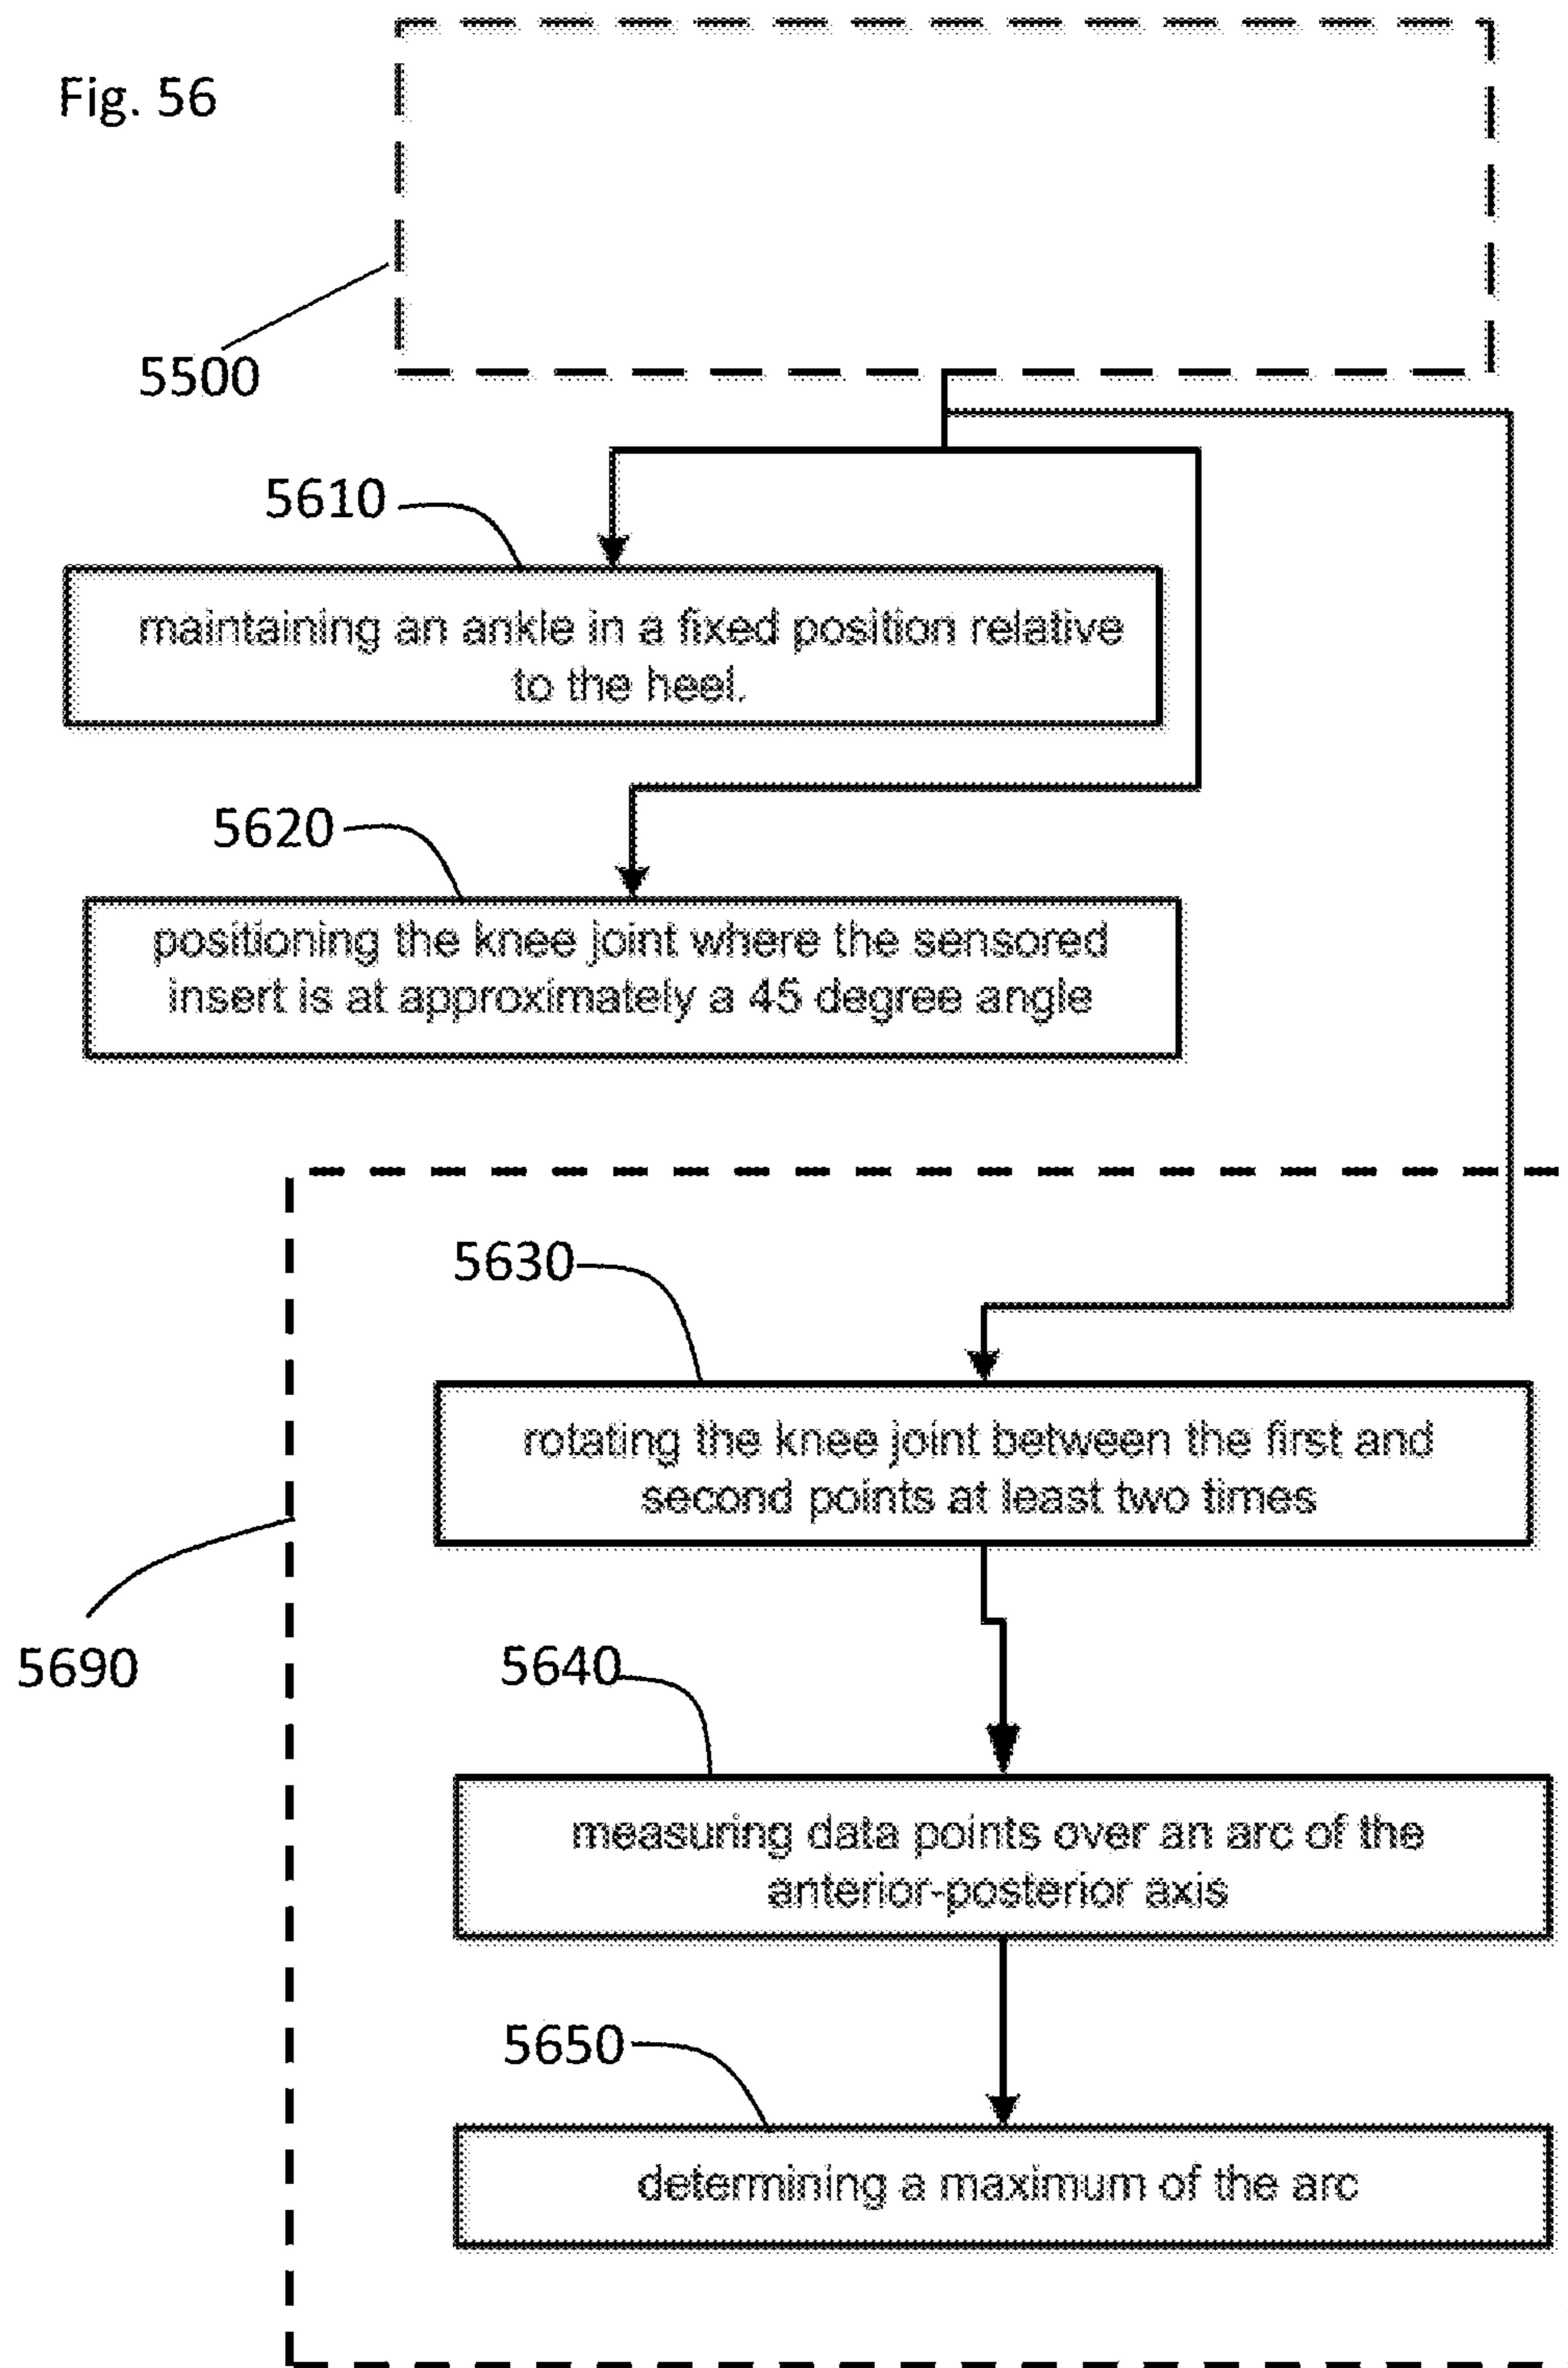 Fig. 56
5500
5610
maintaining an ankle in a fixed position relative
to the heel.
5620
positioning the knee joint where the sensored
insert is at approximately a 45 degree angle
5630
rotating the knee joint between the first and
second points at least two times
5690
5640
measuring data points over an arc of the
anterior-posterior axis
5650
determining a maximum of the arc